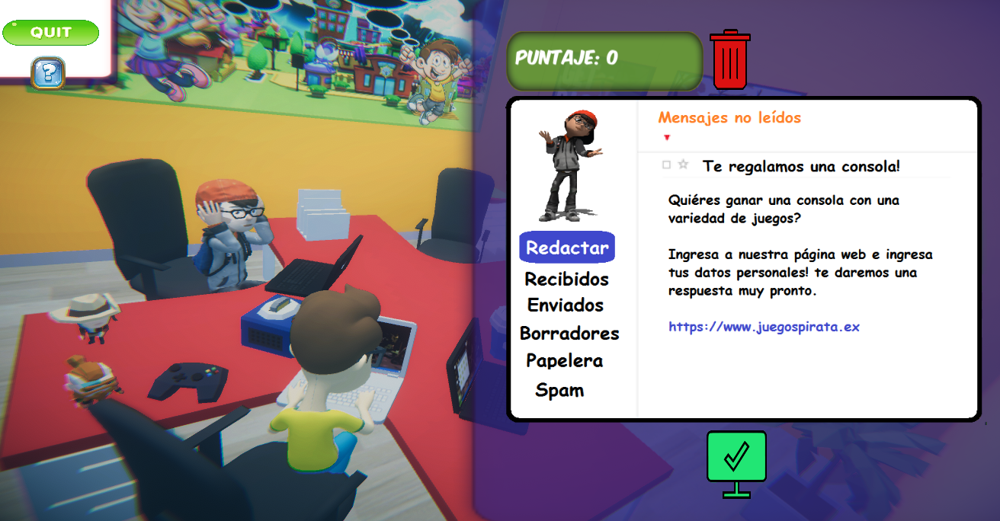 QUIT
?
PUNTAJE: 0
Mensajes no leídos
Te regalamos una consola!
Quiéres ganar una consola con una
variedad de juegos?
Ingresa a nuestra página web e ingresa
tus datos personales! te daremos una
respuesta muy pronto.
https://www.juegospirata.ex
Redactar
Recibidos
Enviados
Borradores
Papelera
Spam